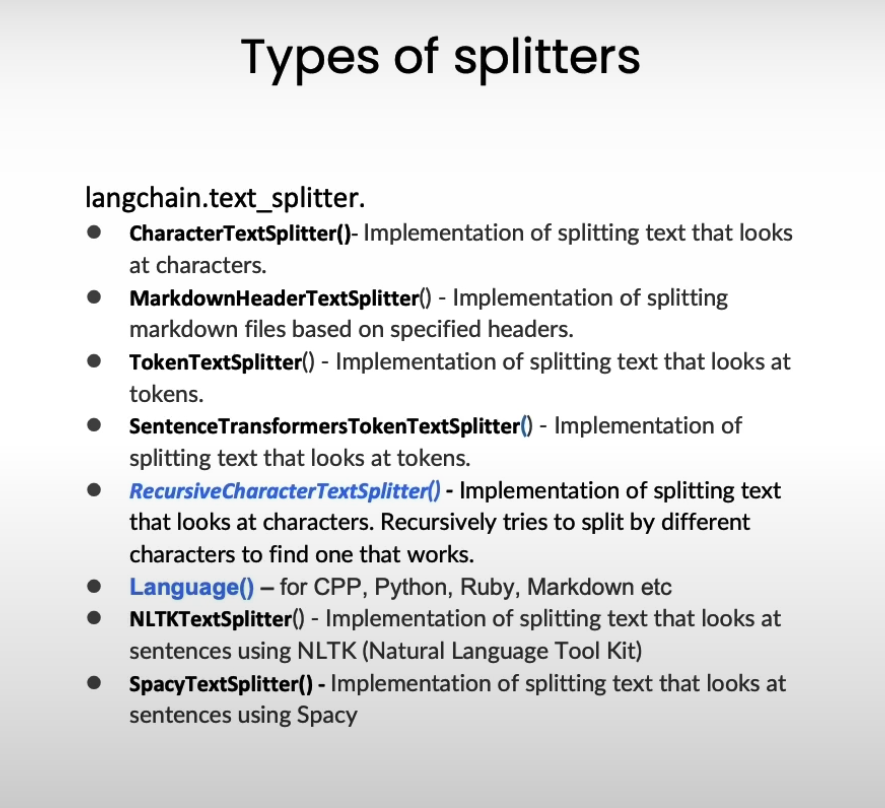 Types of splitters
langchain.text_splitter.
● CharacterTextSplitter()- Implementation of splitting text that looks
at characters.
● MarkdownHeaderTextSplitter() - Implementation of splitting
markdown files based on specified headers.
● TokenTextSplitter() - Implementation of splitting text that looks at
tokens.
● SentenceTransformersTokenTextSplitter() - Implementation of
splitting text that looks at tokens.
● RecursiveCharacterTextSplitter() - Implementation of splitting text
that looks at characters. Recursively tries to split by different
characters to find one that works.
● Language() – for CPP, Python, Ruby, Markdown etc
● NLTKTextSplitter() - Implementation of splitting text that looks at
sentences using NLTK (Natural Language Tool Kit)
● SpacyTextSplitter() - Implementation of splitting text that looks at
sentences using Spacy